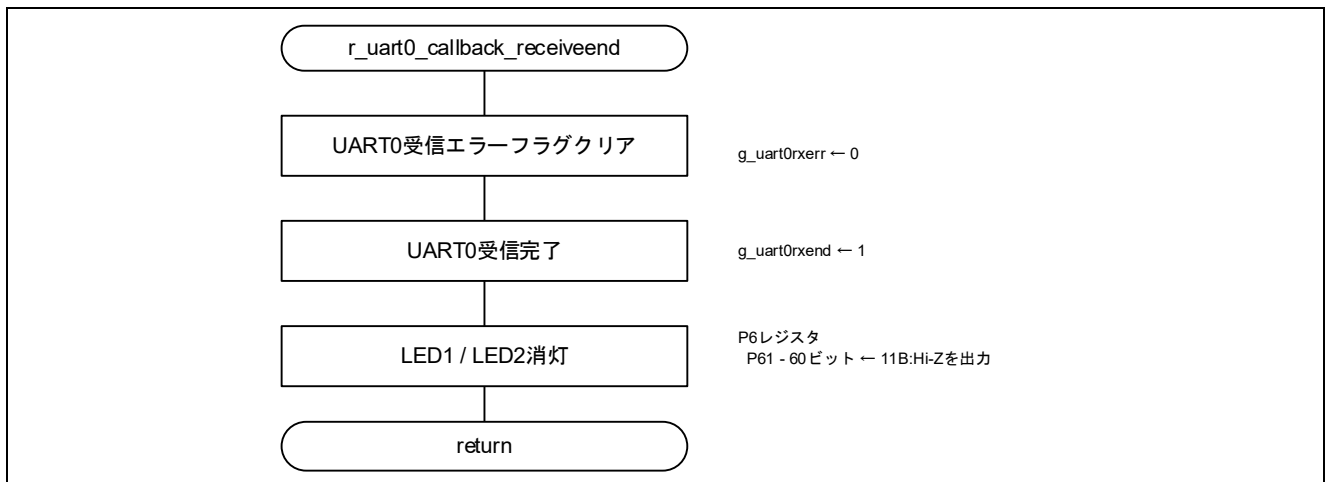 r_uart0_callback_receiveend
UART0受信エラーフラグクリア
g_uart0rxerr ← 0
UART0受信完了
g_uart0rxend ← 1
LED1 / LED2消灯
P6レジスタ
P61 - 60ビット ← 11B:Hi-Zを出力
return